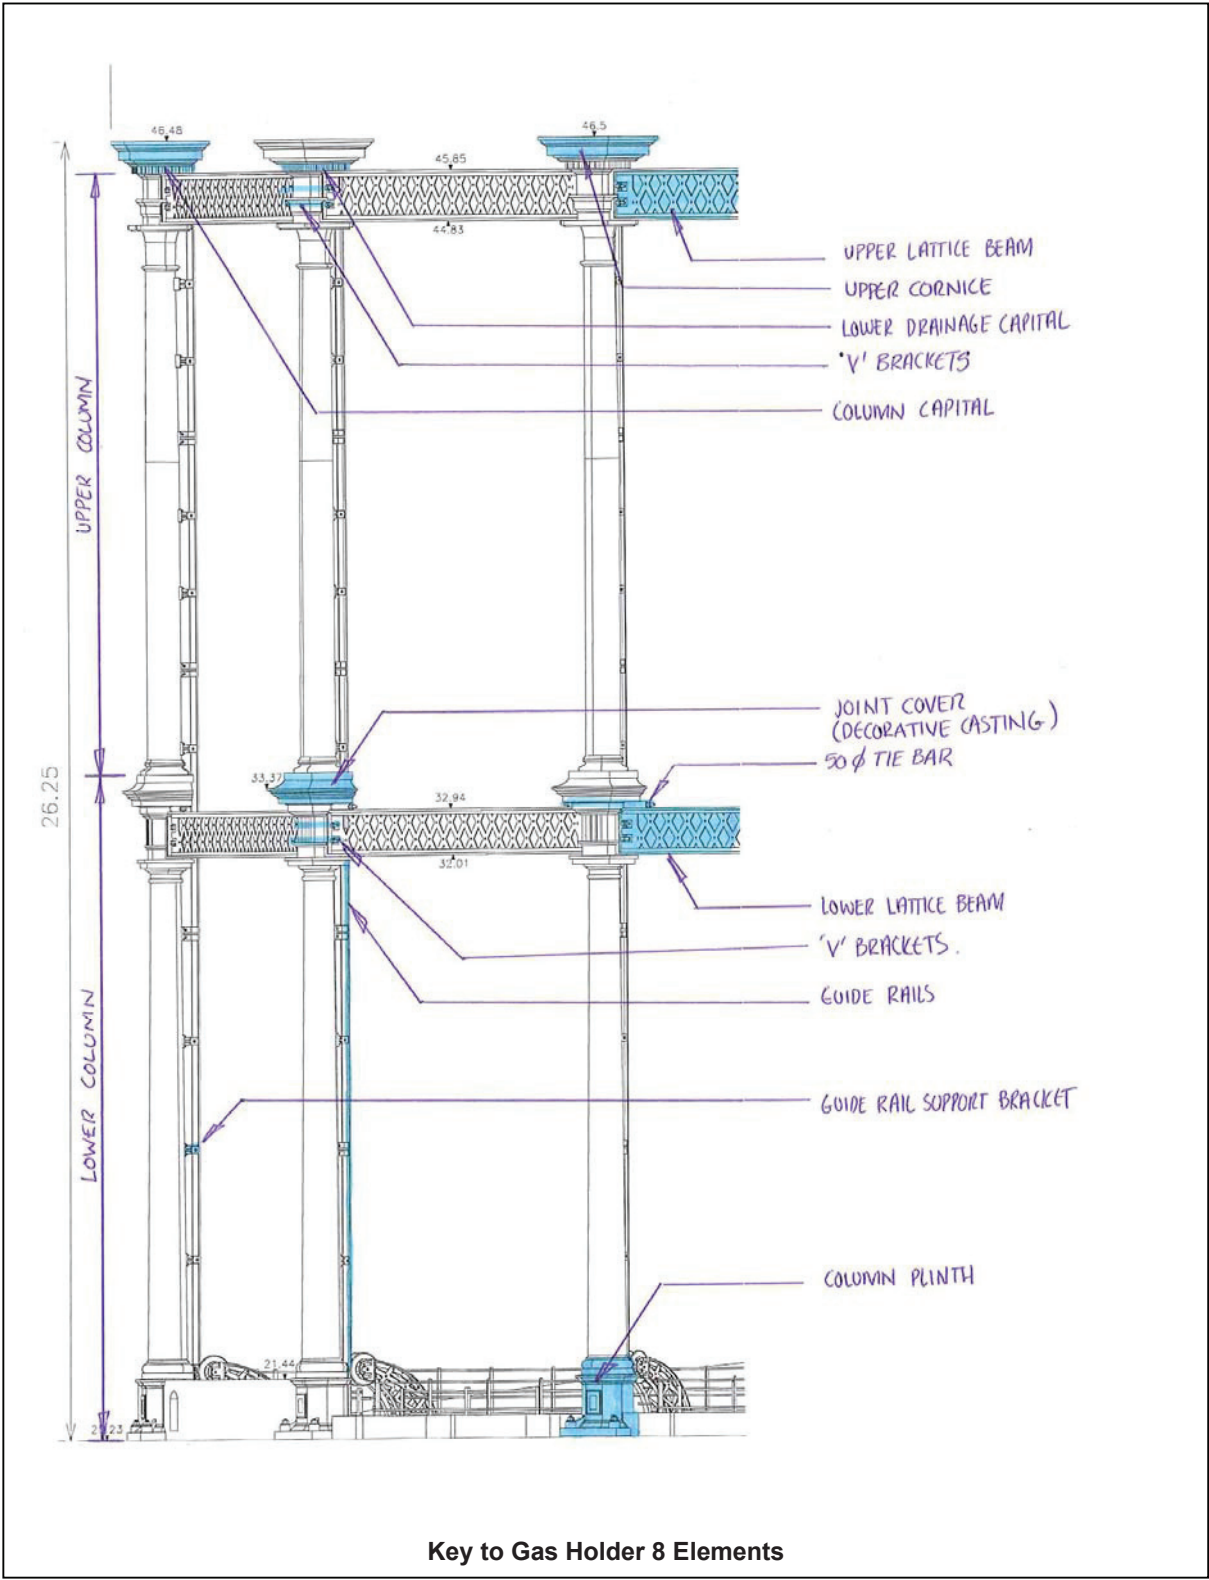 46.48
46.5
45.85
44.83
UPPER LATTICE BEAM
UPPER CORNICE
LOWER DRAINAGE CAPITAL
'V' BRACKETS
COLUMN CAPITAL
UPPER COLUMN
JOINT COVER
(DECORATIVE CASTING)
50 ϕ TIE BAR
26.25
33.37
32.94
32.01
LOWER LATTICE BEAM
'V' BRACKETS.
GUIDE RAILS
LOWER COLUMN
GUIDE RAIL SUPPORT BRACKET
COLUMN PLINTH
21.44
Key to Gas Holder 8 Elements